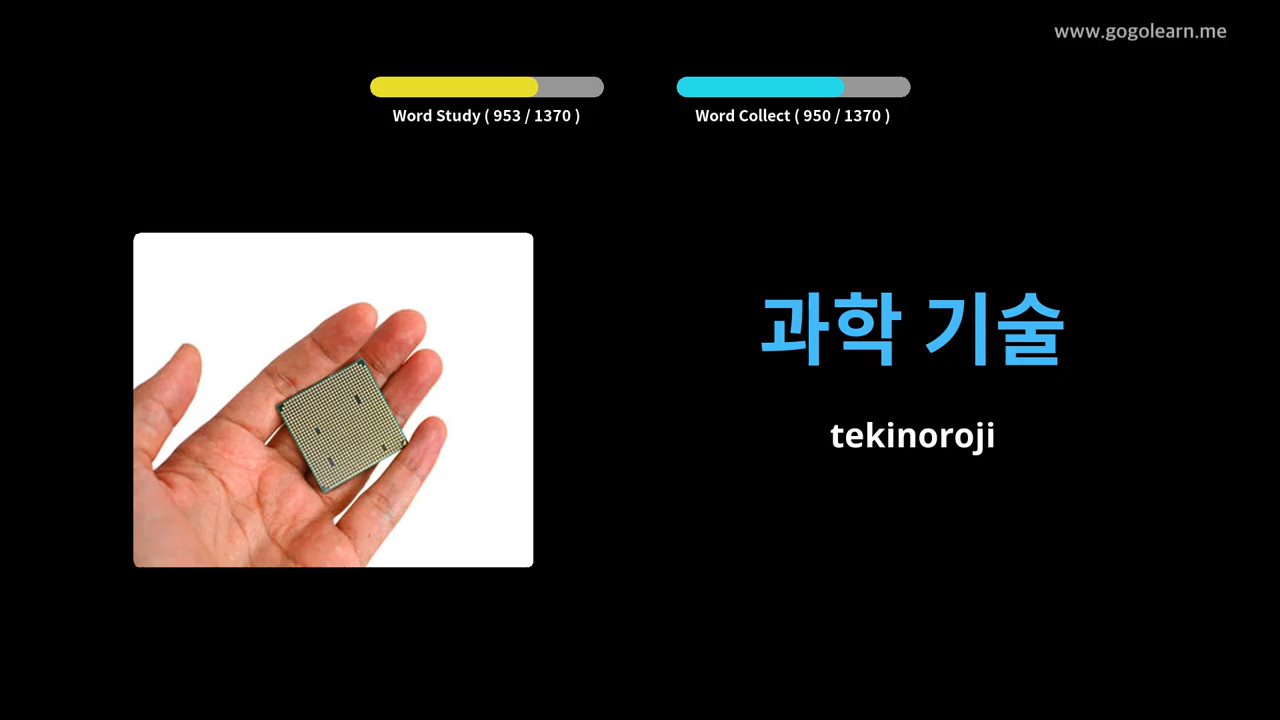 www.gogolearn.me
Word Study ( 953 / 1370 )
Word Collect ( 950 / 1370 )
과학 기술
tekinoroji